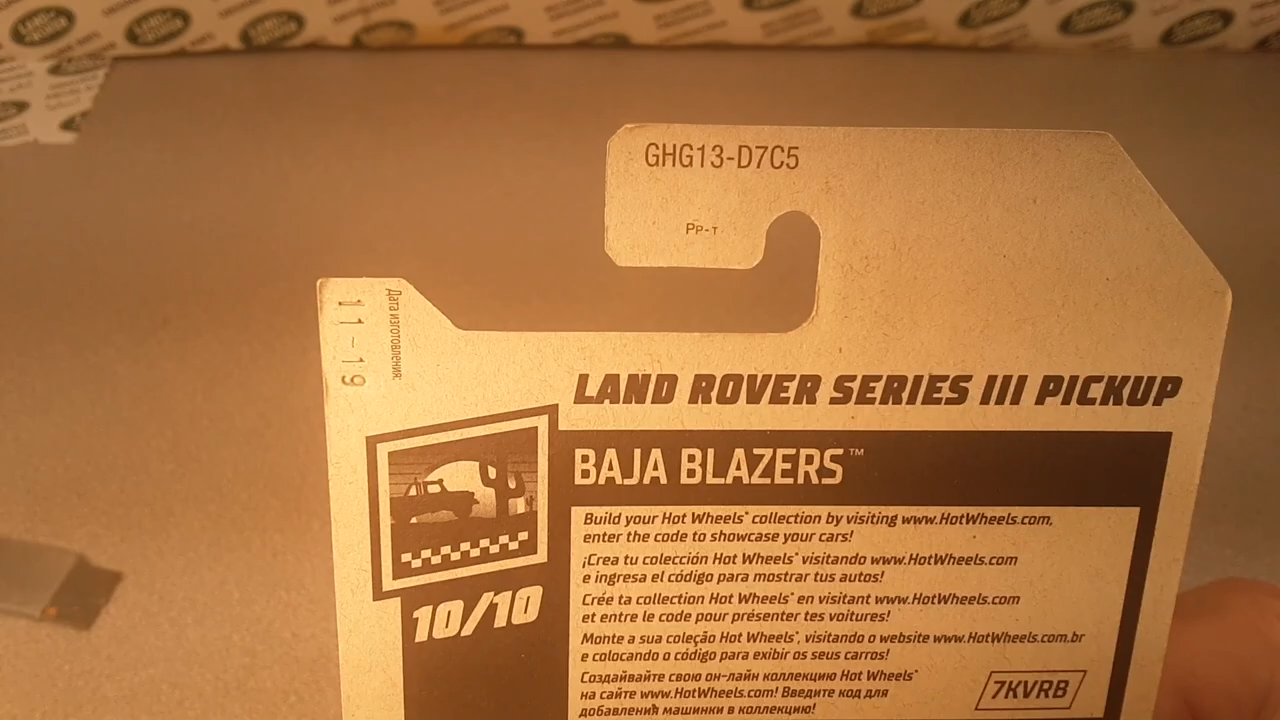 GHG13-D7C5
Pp-т
Дата изготовления:
11-19
LAND ROVER SERIES III PICKUP
BAJA BLAZERS™
10/10
Build your Hot Wheels® collection by visiting www.HotWheels.com,
enter the code to showcase your cars!
¡Crea tu colección Hot Wheels® visitando www.HotWheels.com
e ingresa el código para mostrar tus autos!
Crée ta collection Hot Wheels® en visitant www.HotWheels.com
et entre le code pour présenter tes voitures!
Monte a sua coleção Hot Wheels®, visitando o website www.HotWheels.com.br
e colocando o código para exibir os seus carros!
Создавайте свою он-лайн коллекцию Hot Wheels®
на сайте www.HotWheels.com! Введите код для
добавления машинки в коллекцию!
7KVRB